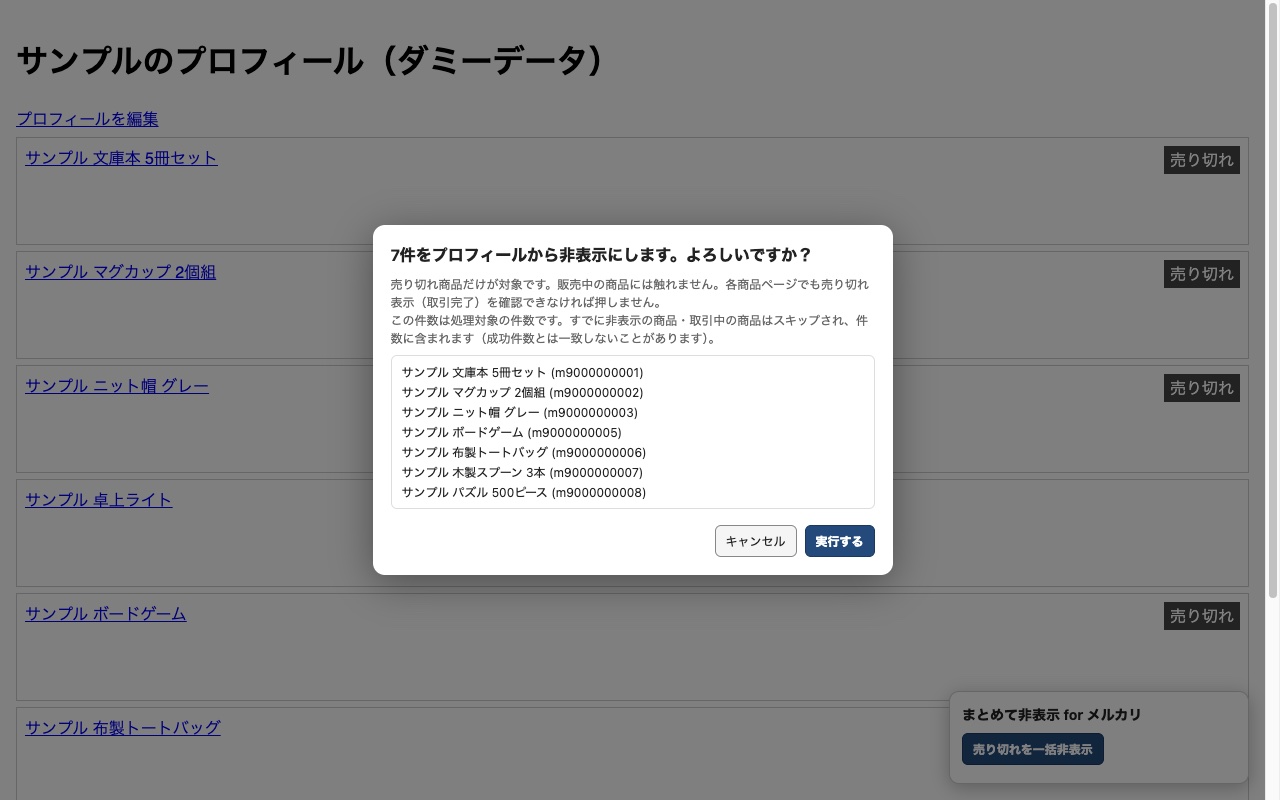 サンプルのプロフィール（ダミーデータ）
プロフィールを編集
サンプル 文庫本 5冊セット
売り切れ
サンプル マグカップ 2個組
売り切れ
サンプル ニット帽 グレー
売り切れ
サンプル 卓上ライト
サンプル ボードゲーム
売り切れ
サンプル 布製トートバッグ
7件をプロフィールから非表示にします。よろしいですか？
売り切れ商品だけが対象です。販売中の商品には触れません。各商品ページでも売り切れ
表示（取引完了）を確認できなければ押しません。
この件数は処理対象の件数です。すでに非表示の商品・取引中の商品はスキップされ、件
数に含まれます（成功件数とは一致しないことがあります）。
サンプル 文庫本 5冊セット (m9000000001)
サンプル マグカップ 2個組 (m9000000002)
サンプル ニット帽 グレー (m9000000003)
サンプル ボードゲーム (m9000000005)
サンプル 布製トートバッグ (m9000000006)
サンプル 木製スプーン 3本 (m9000000007)
サンプル パズル 500ピース (m9000000008)
キャンセル
実行する
まとめて非表示 for メルカリ
売り切れを一括非表示